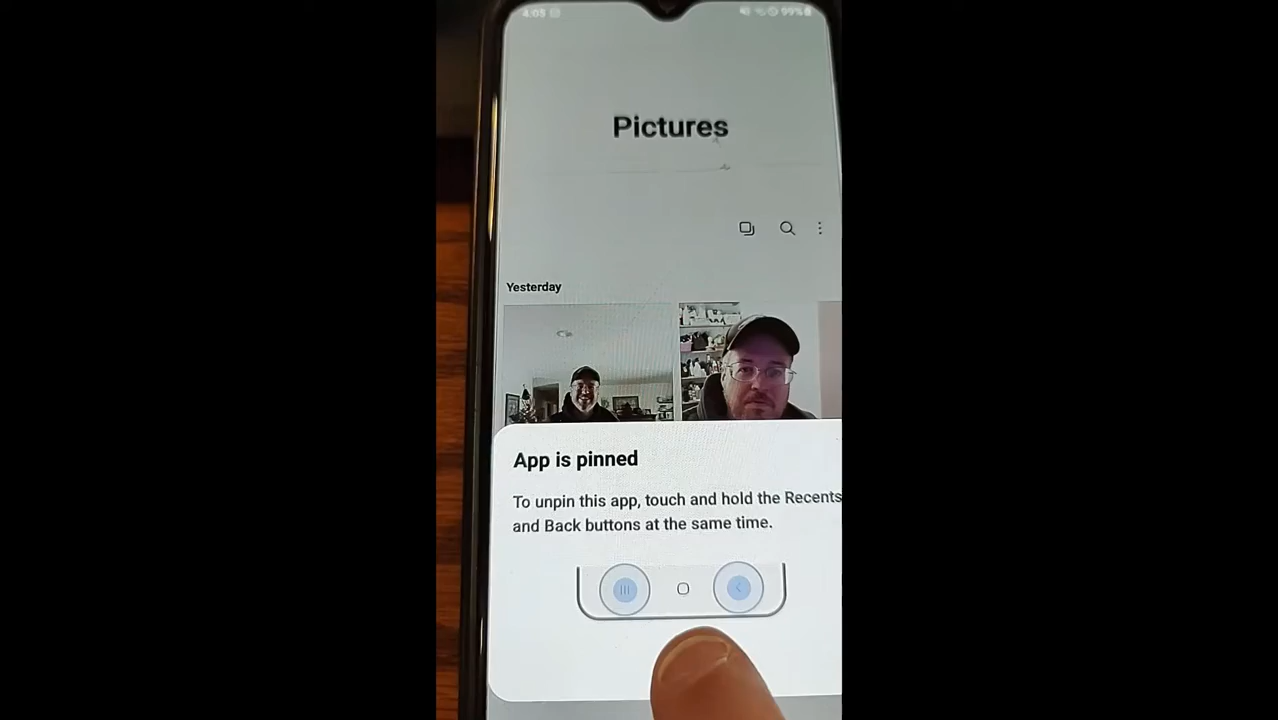 4:05
99%
Pictures
Yesterday
App is pinned
To unpin this app, touch and hold the Recents
and Back buttons at the same time.